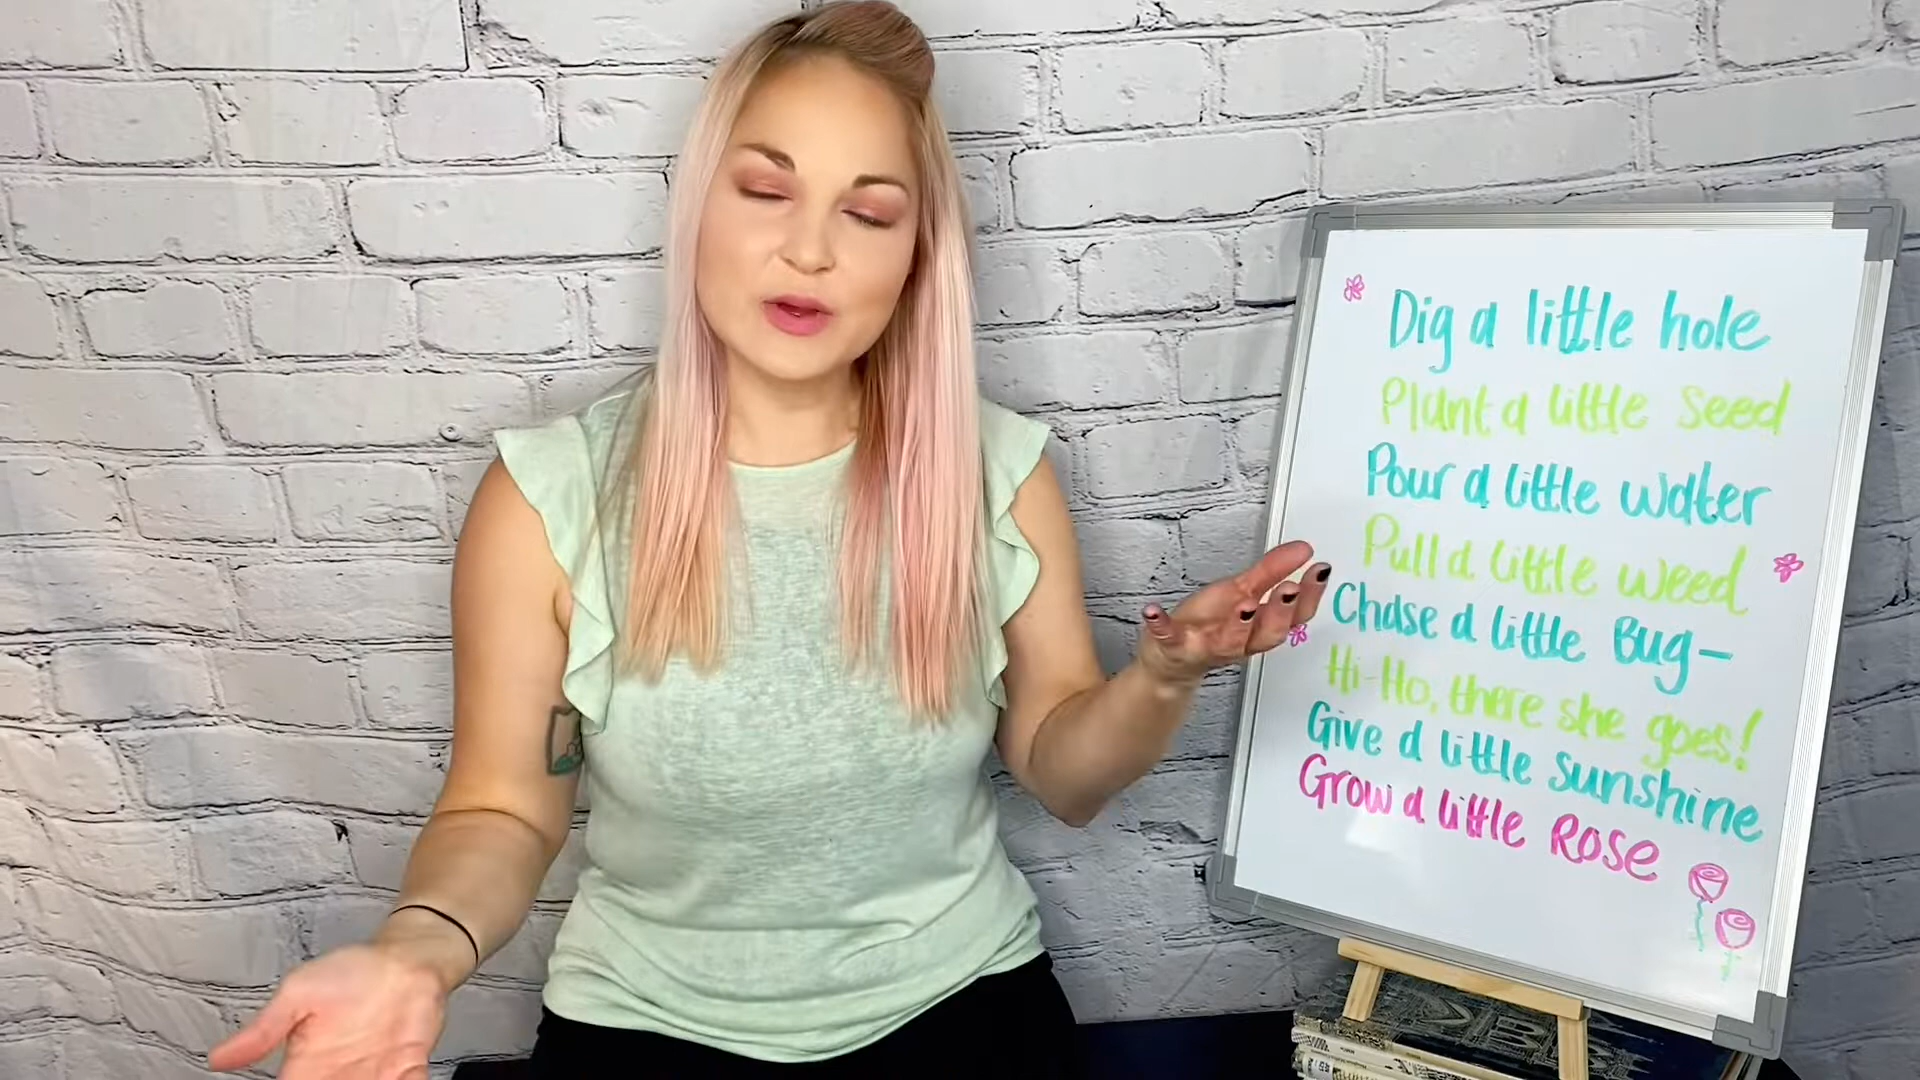 Dig a little hole
Plant a little seed
Pour a little water
Pull a little weed
Chase a little Bug—
Hi-Ho, there she goes!
Give a little sunshine
Grow a little Rose